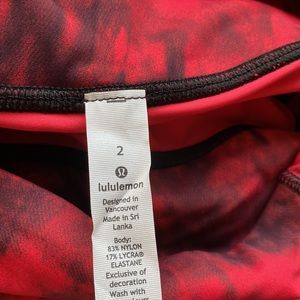 2
lululemon
Designed in
Vancouver
Made in Sri
Lanka
Body:
83% NYLON
17% LYCRA®
ELASTANE
Exclusive of
decoration
Wash with